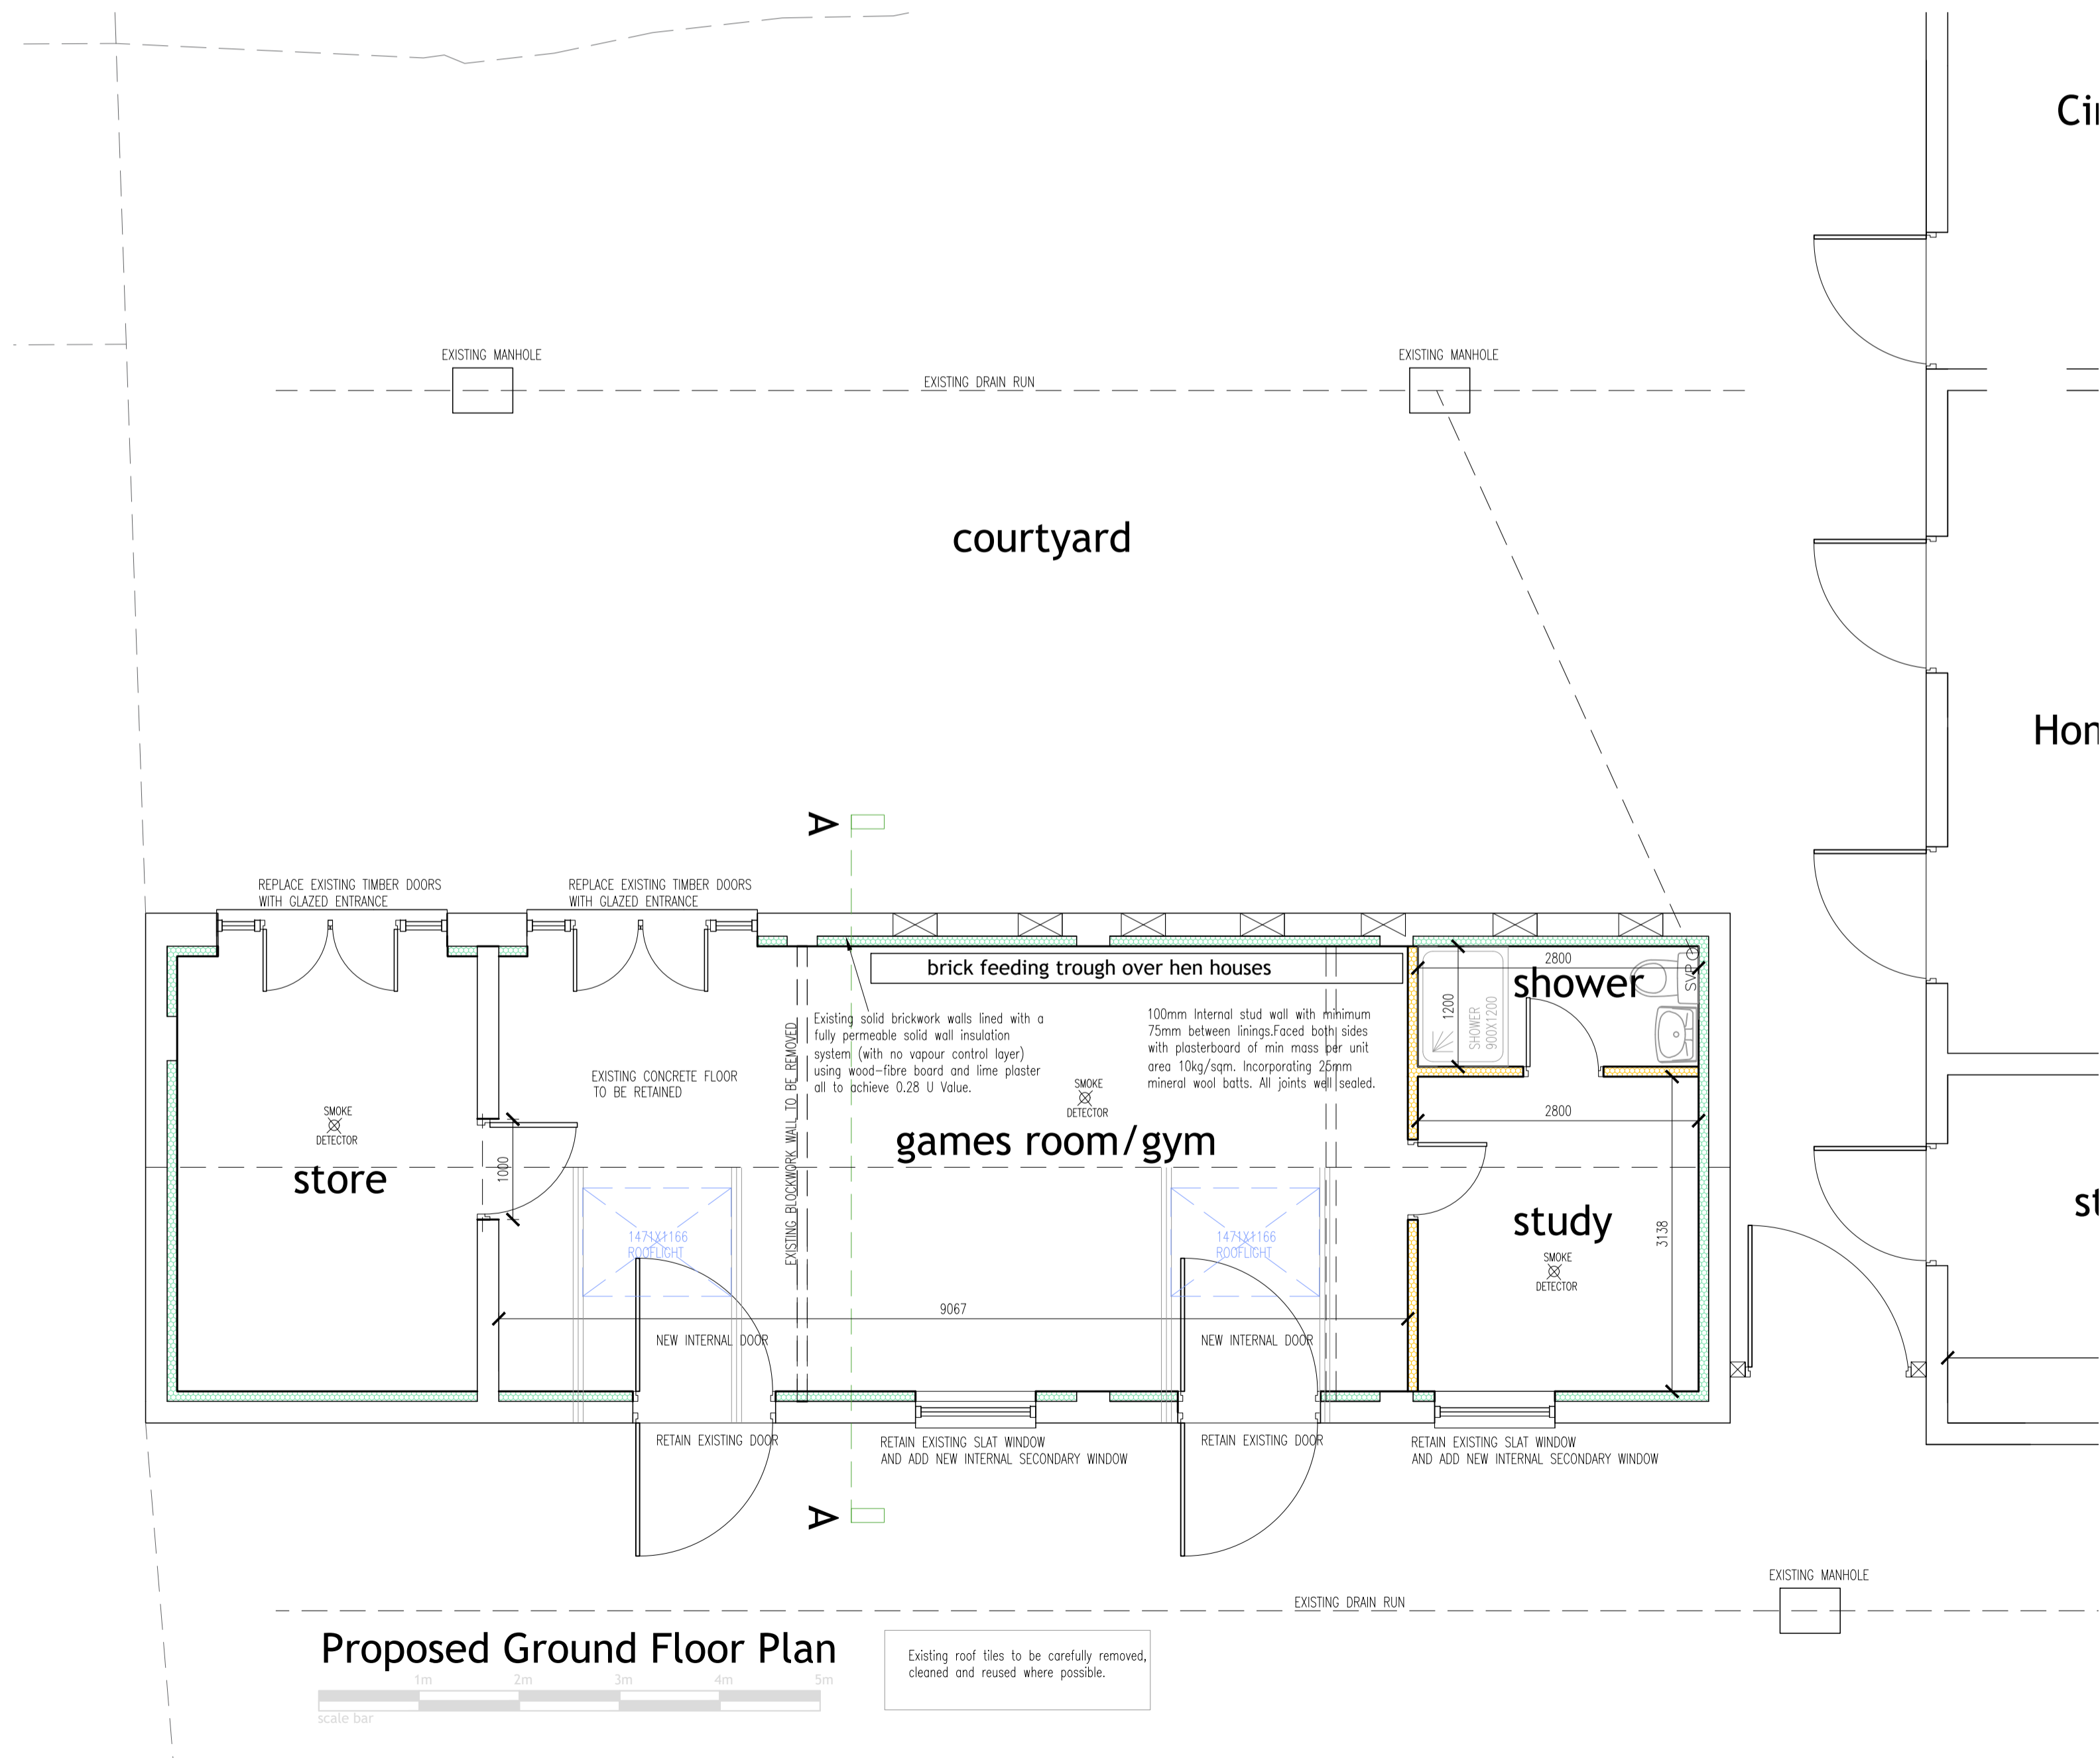 Cin
EXISTING MANHOLE
EXISTING MANHOLE
EXISTING DRAIN RUN
courtyard
Hon
A
REPLACE EXISTING TIMBER DOORS
WITH GLAZED ENTRANCE
REPLACE EXISTING TIMBER DOORS
WITH GLAZED ENTRANCE
brick feeding trough over hen houses
2800
shower
SVP
1200
SHOWER
900X1200
Existing solid brickwork walls lined with a
fully permeable solid wall insulation
system (with no vapour control layer)
using wood-fibre board and lime plaster
all to achieve 0.28 U Value.
100mm Internal stud wall with minimum
75mm between linings.Faced both sides
with plasterboard of min mass per unit
area 10kg/sqm. Incorporating 25mm
mineral wool batts. All joints well sealed.
EXISTING CONCRETE FLOOR
TO BE RETAINED
EXISTING BLOCKWORK WALL TO BE REMOVED
SMOKE
DETECTOR
SMOKE
DETECTOR
2800
games room/gym
store
1000
study
st
3138
1471X1166
ROOFLIGHT
1471X1166
ROOFLIGHT
SMOKE
DETECTOR
9067
NEW INTERNAL DOOR
NEW INTERNAL DOOR
RETAIN EXISTING DOOR
RETAIN EXISTING SLAT WINDOW
AND ADD NEW INTERNAL SECONDARY WINDOW
RETAIN EXISTING DOOR
RETAIN EXISTING SLAT WINDOW
AND ADD NEW INTERNAL SECONDARY WINDOW
A
EXISTING MANHOLE
EXISTING DRAIN RUN
Proposed Ground Floor Plan
1m 2m 3m 4m 5m
scale bar
Existing roof tiles to be carefully removed,
cleaned and reused where possible.